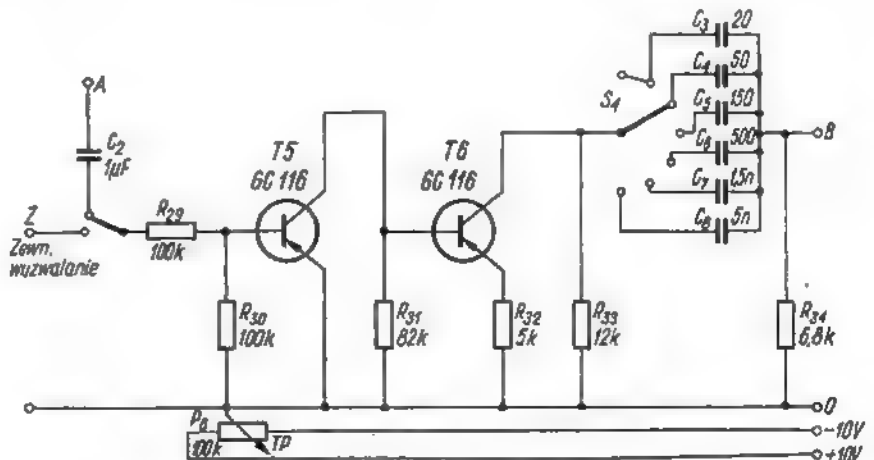 A
C2
1µF
Z
Zewn.
wyzwalanie
R29
100k
R30
100k
T5
GC 116
R31
82k
T6
GC 116
R32
5k
R33
12k
S4
C3 20
C4 50
C5 150
C6 500
C7 1,5n
C8 5n
B
R34
6,8k
0
P8
100k
TP
-10V
+10V